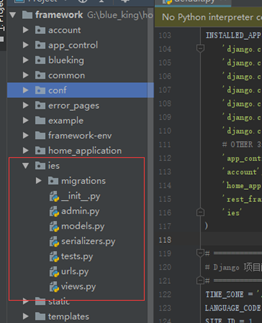 No Python interpreter co
framework G:\blue_king\ho
account
app_control
blueking
common
conf
error_pages
example
framework-env
home_application
ies
migrations
__init__.py
admin.py
models.py
serializers.py
tests.py
urls.py
views.py
static
templates
103 INSTALLED_APP
104 'django.c
105 'django.c
106 'django.c
107 'django.c
108 'django.c
109 'django.c
110 'django.c
111 # OTHER 3
112 'app_cont
113 'account'
114 'home_app
115 'rest_fra
116 'ies'
117 )
118
119 #
120 # Django 项目
121 #
122 TIME_ZONE = '
123 LANGUAGE_CODE
124 SITE_ID = 1